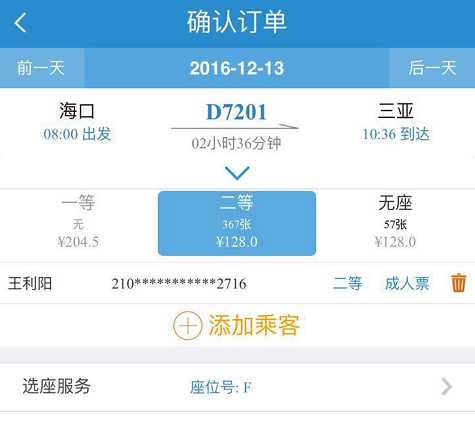 确认订单
前一天 2016-12-13 后一天
海口 D7201 三亚
08:00 出发 02小时36分钟 10:36 到达
一等 二等 无座
无 367张 57张
¥204.5 ¥128.0 ¥128.0
王利阳 210***********2716 二等 成人票
添加乘客
选座服务 座位号: F